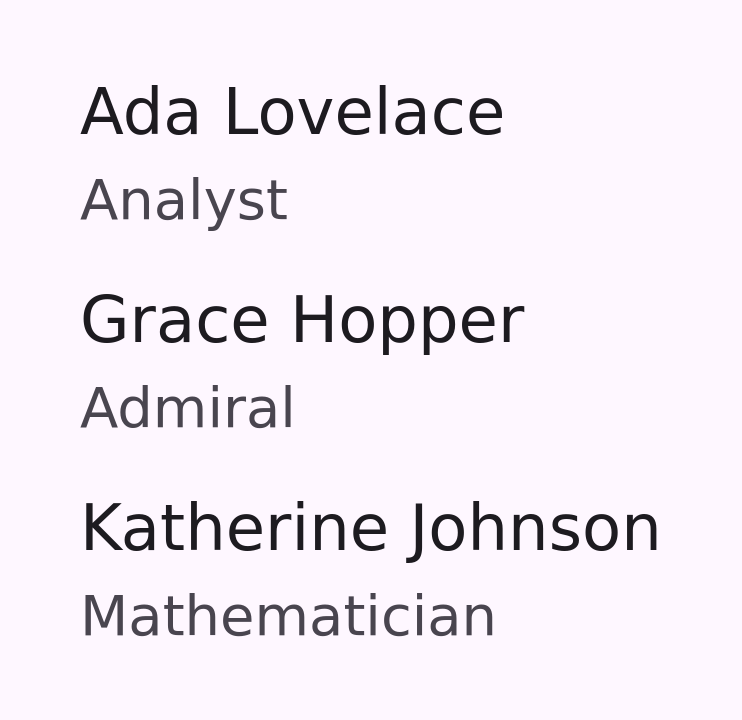 Ada Lovelace
Analyst
Grace Hopper
Admiral
Katherine Johnson
Mathematician